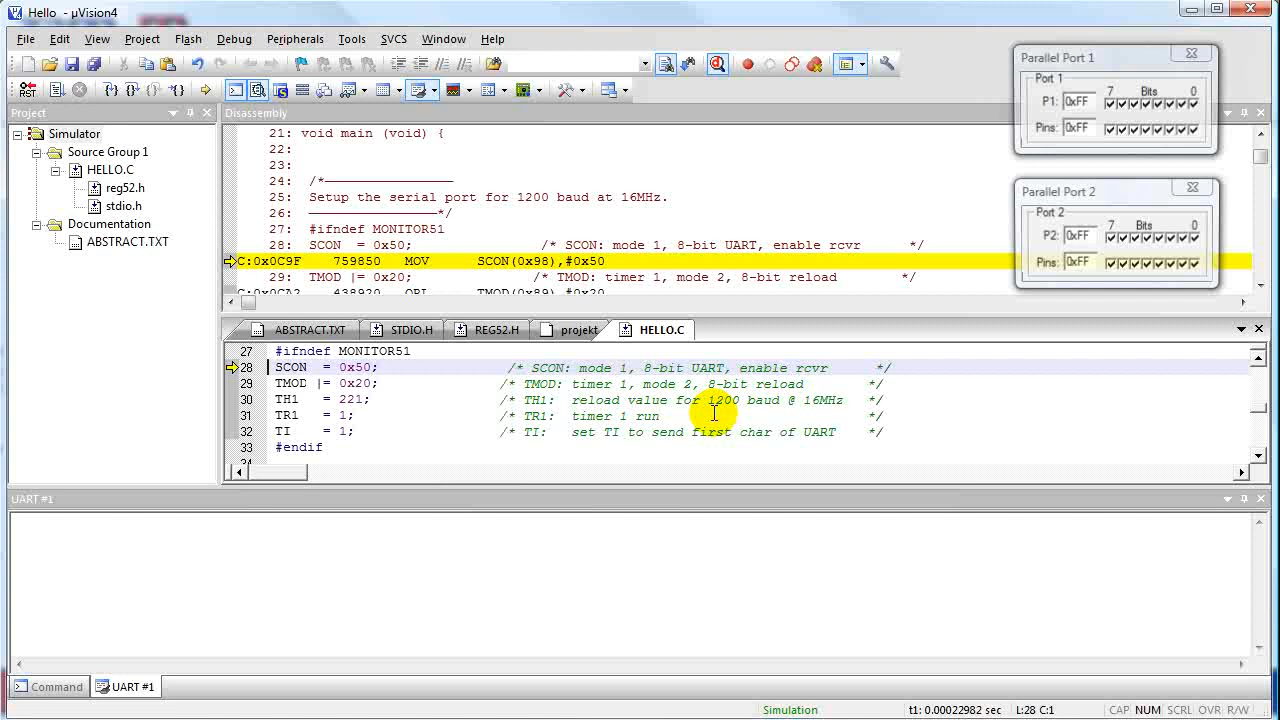 Hello - µVision4
File Edit View Project Flash Debug Peripherals Tools SVCS Window Help
RST
Project
Simulator
Source Group 1
HELLO.C
reg52.h
stdio.h
Documentation
ABSTRACT.TXT
Disassembly
21: void main (void) {
22:
23:
24: /*————————————————
25: Setup the serial port for 1200 baud at 16MHz.
26: ————————————————*/
27: #ifndef MONITOR51
28: SCON = 0x50; /* SCON: mode 1, 8-bit UART, enable rcvr */
C:0x0C9F 759850 MOV SCON(0x98),#0x50
29: TMOD |= 0x20; /* TMOD: timer 1, mode 2, 8-bit reload */
C:0x0CA2 438920 ORL TMOD(0x89),#0x20
Parallel Port 1
Port 1
7 Bits 0
P1: 0xFF
Pins: 0xFF
Parallel Port 2
Port 2
7 Bits 0
P2: 0xFF
Pins: 0xFF
ABSTRACT.TXT STDIO.H REG52.H projekt HELLO.C
27 #ifndef MONITOR51
28 SCON = 0x50; /* SCON: mode 1, 8-bit UART, enable rcvr */
29 TMOD |= 0x20; /* TMOD: timer 1, mode 2, 8-bit reload */
30 TH1 = 221; /* TH1: reload value for 1200 baud @ 16MHz */
31 TR1 = 1; /* TR1: timer 1 run */
32 TI = 1; /* TI: set TI to send first char of UART */
33 #endif
34
UART #1
Command UART #1
Simulation t1: 0.00022982 sec L:28 C:1 CAP NUM SCRL OVR R/W